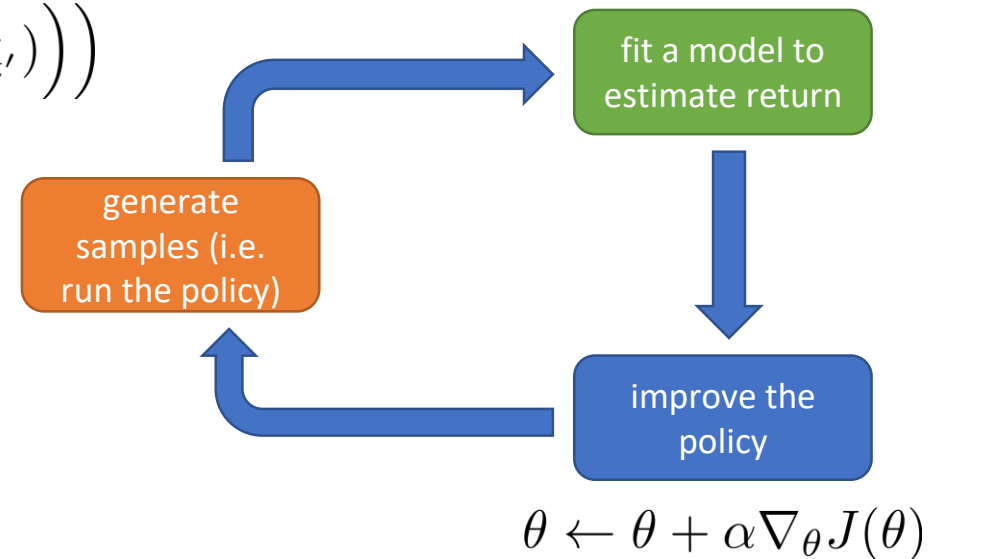 t′)))
fit a model to
estimate return
generate
samples (i.e.
run the policy)
improve the
policy
θ ← θ + α∇θJ(θ)